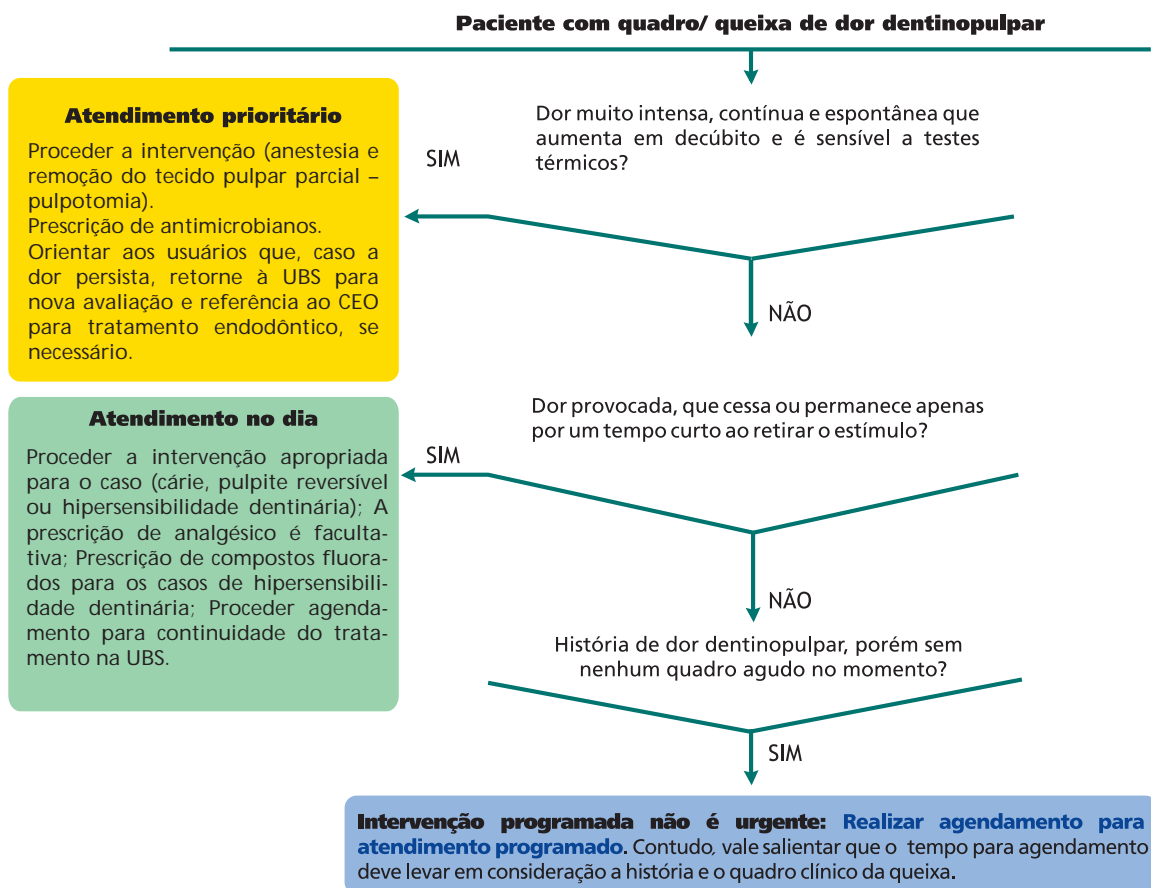 Paciente com quadro/ queixa de dor dentinopulpar
Dor muito intensa, contínua e espontânea que
aumenta em decúbito e é sensível a testes
térmicos?
SIM
Atendimento prioritário
Proceder a intervenção (anestesia e
remoção do tecido pulpar parcial –
pulpotomia).
Prescrição de antimicrobianos.
Orientar aos usuários que, caso a
dor persista, retorne à UBS para
nova avaliação e referência ao CEO
para tratamento endodôntico, se
necessário.
NÃO
Dor provocada, que cessa ou permanece apenas
por um tempo curto ao retirar o estímulo?
SIM
Atendimento no dia
Proceder a intervenção apropriada
para o caso (cárie, pulpite reversível
ou hipersensibilidade dentinária); A
prescrição de analgésico é faculta-
tiva; Prescrição de compostos fluora-
dos para os casos de hipersensibili-
dade dentinária; Proceder agenda-
mento para continuidade do trata-
mento na UBS.
NÃO
História de dor dentinopulpar, porém sem
nenhum quadro agudo no momento?
SIM
Intervenção programada não é urgente: Realizar agendamento para
atendimento programado. Contudo, vale salientar que o tempo para agendamento
deve levar em consideração a história e o quadro clínico da queixa.